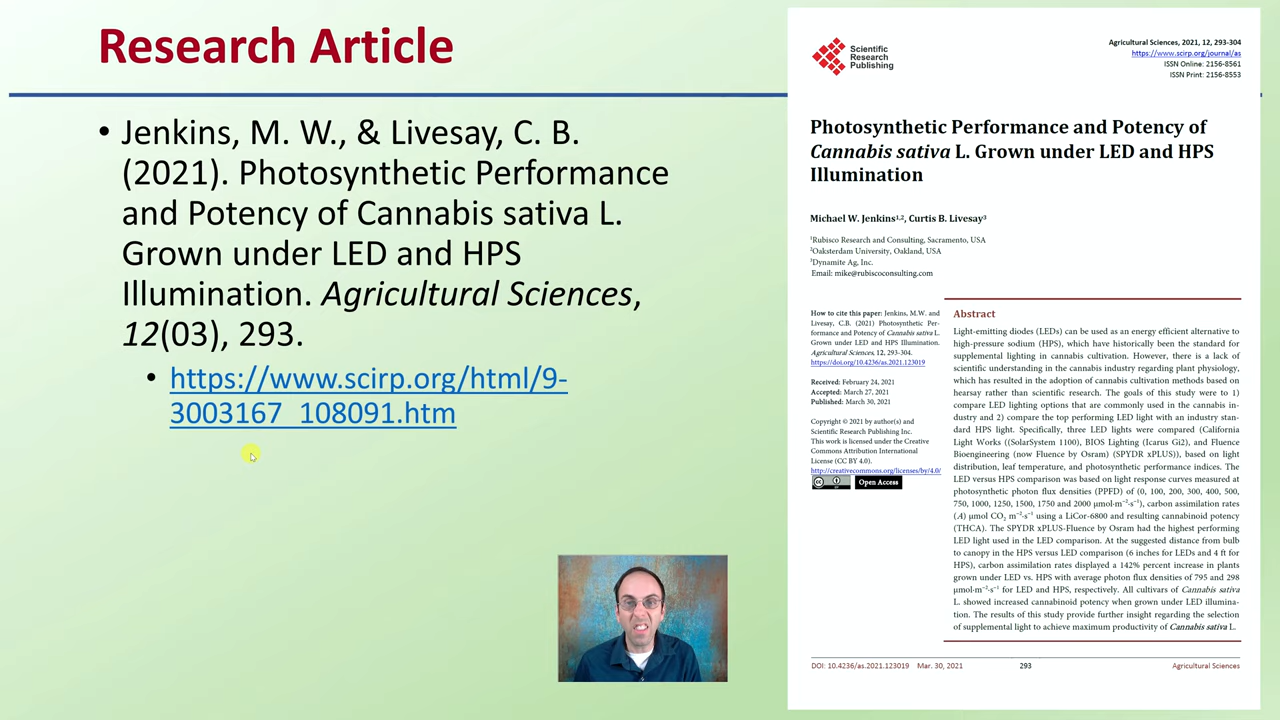 Research Article
• Jenkins, M. W., & Livesay, C. B.
(2021). Photosynthetic Performance
and Potency of Cannabis sativa L.
Grown under LED and HPS
Illumination. Agricultural Sciences,
12(03), 293.
• https://www.scirp.org/html/9-
3003167_108091.htm
Scientific
Research
Publishing
Agricultural Sciences, 2021, 12, 293-304
https://www.scirp.org/journal/as
ISSN Online: 2156-8561
ISSN Print: 2156-8553
Photosynthetic Performance and Potency of
Cannabis sativa L. Grown under LED and HPS
Illumination
Michael W. Jenkins1,2, Curtis B. Livesay3
1Rubisco Research and Consulting, Sacramento, USA
2Oaksterdam University, Oakland, USA
3Dynamite Ag, Inc.
Email: mike@rubiscoconsulting.com
How to cite this paper: Jenkins, M.W. and
Livesay, C.B. (2021) Photosynthetic Per-
formance and Potency of Cannabis sativa L.
Grown under LED and HPS Illumination.
Agricultural Sciences, 12, 293-304.
https://doi.org/10.4236/as.2021.123019
Received: February 24, 2021
Accepted: March 27, 2021
Published: March 30, 2021
Copyright © 2021 by author(s) and
Scientific Research Publishing Inc.
This work is licensed under the Creative
Commons Attribution International
License (CC BY 4.0).
http://creativecommons.org/licenses/by/4.0/
cc BY Open Access
Abstract
Light-emitting diodes (LEDs) can be used as an energy efficient alternative to
high-pressure sodium (HPS), which have historically been the standard for
supplemental lighting in cannabis cultivation. However, there is a lack of
scientific understanding in the cannabis industry regarding plant physiology,
which has resulted in the adoption of cannabis cultivation methods based on
hearsay rather than scientific research. The goals of this study were to 1)
compare LED lighting options that are commonly used in the cannabis in-
dustry and 2) compare the top performing LED light with an industry stan-
dard HPS light. Specifically, three LED lights were compared (California
Light Works ((SolarSystem 1100), BIOS Lighting (Icarus Gi2), and Fluence
Bioengineering (now Fluence by Osram) (SPYDR xPLUS)), based on light
distribution, leaf temperature, and photosynthetic performance indices. The
LED versus HPS comparison was based on light response curves measured at
photosynthetic photon flux densities (PPFD) of (0, 100, 200, 300, 400, 500,
750, 1000, 1250, 1500, 1750 and 2000 μmol·m⁻²·s⁻¹), carbon assimilation rates
(A) μmol CO₂ m⁻²·s⁻¹ using a LiCor-6800 and resulting cannabinoid potency
(THCA). The SPYDR xPLUS-Fluence by Osram had the highest performing
LED light used in the LED comparison. At the suggested distance from bulb
to canopy in the HPS versus LED comparison (6 inches for LEDs and 4 ft for
HPS), carbon assimilation rates displayed a 142% percent increase in plants
grown under LED vs. HPS with average photon flux densities of 795 and 298
μmol·m⁻²·s⁻¹ for LED and HPS, respectively. All cultivars of Cannabis sativa
L. showed increased cannabinoid potency when grown under LED illumina-
tion. The results of this study provide further insight regarding the selection
of supplemental light to achieve maximum productivity of Cannabis sativa L.
DOI: 10.4236/as.2021.123019 Mar. 30, 2021 293 Agricultural Sciences